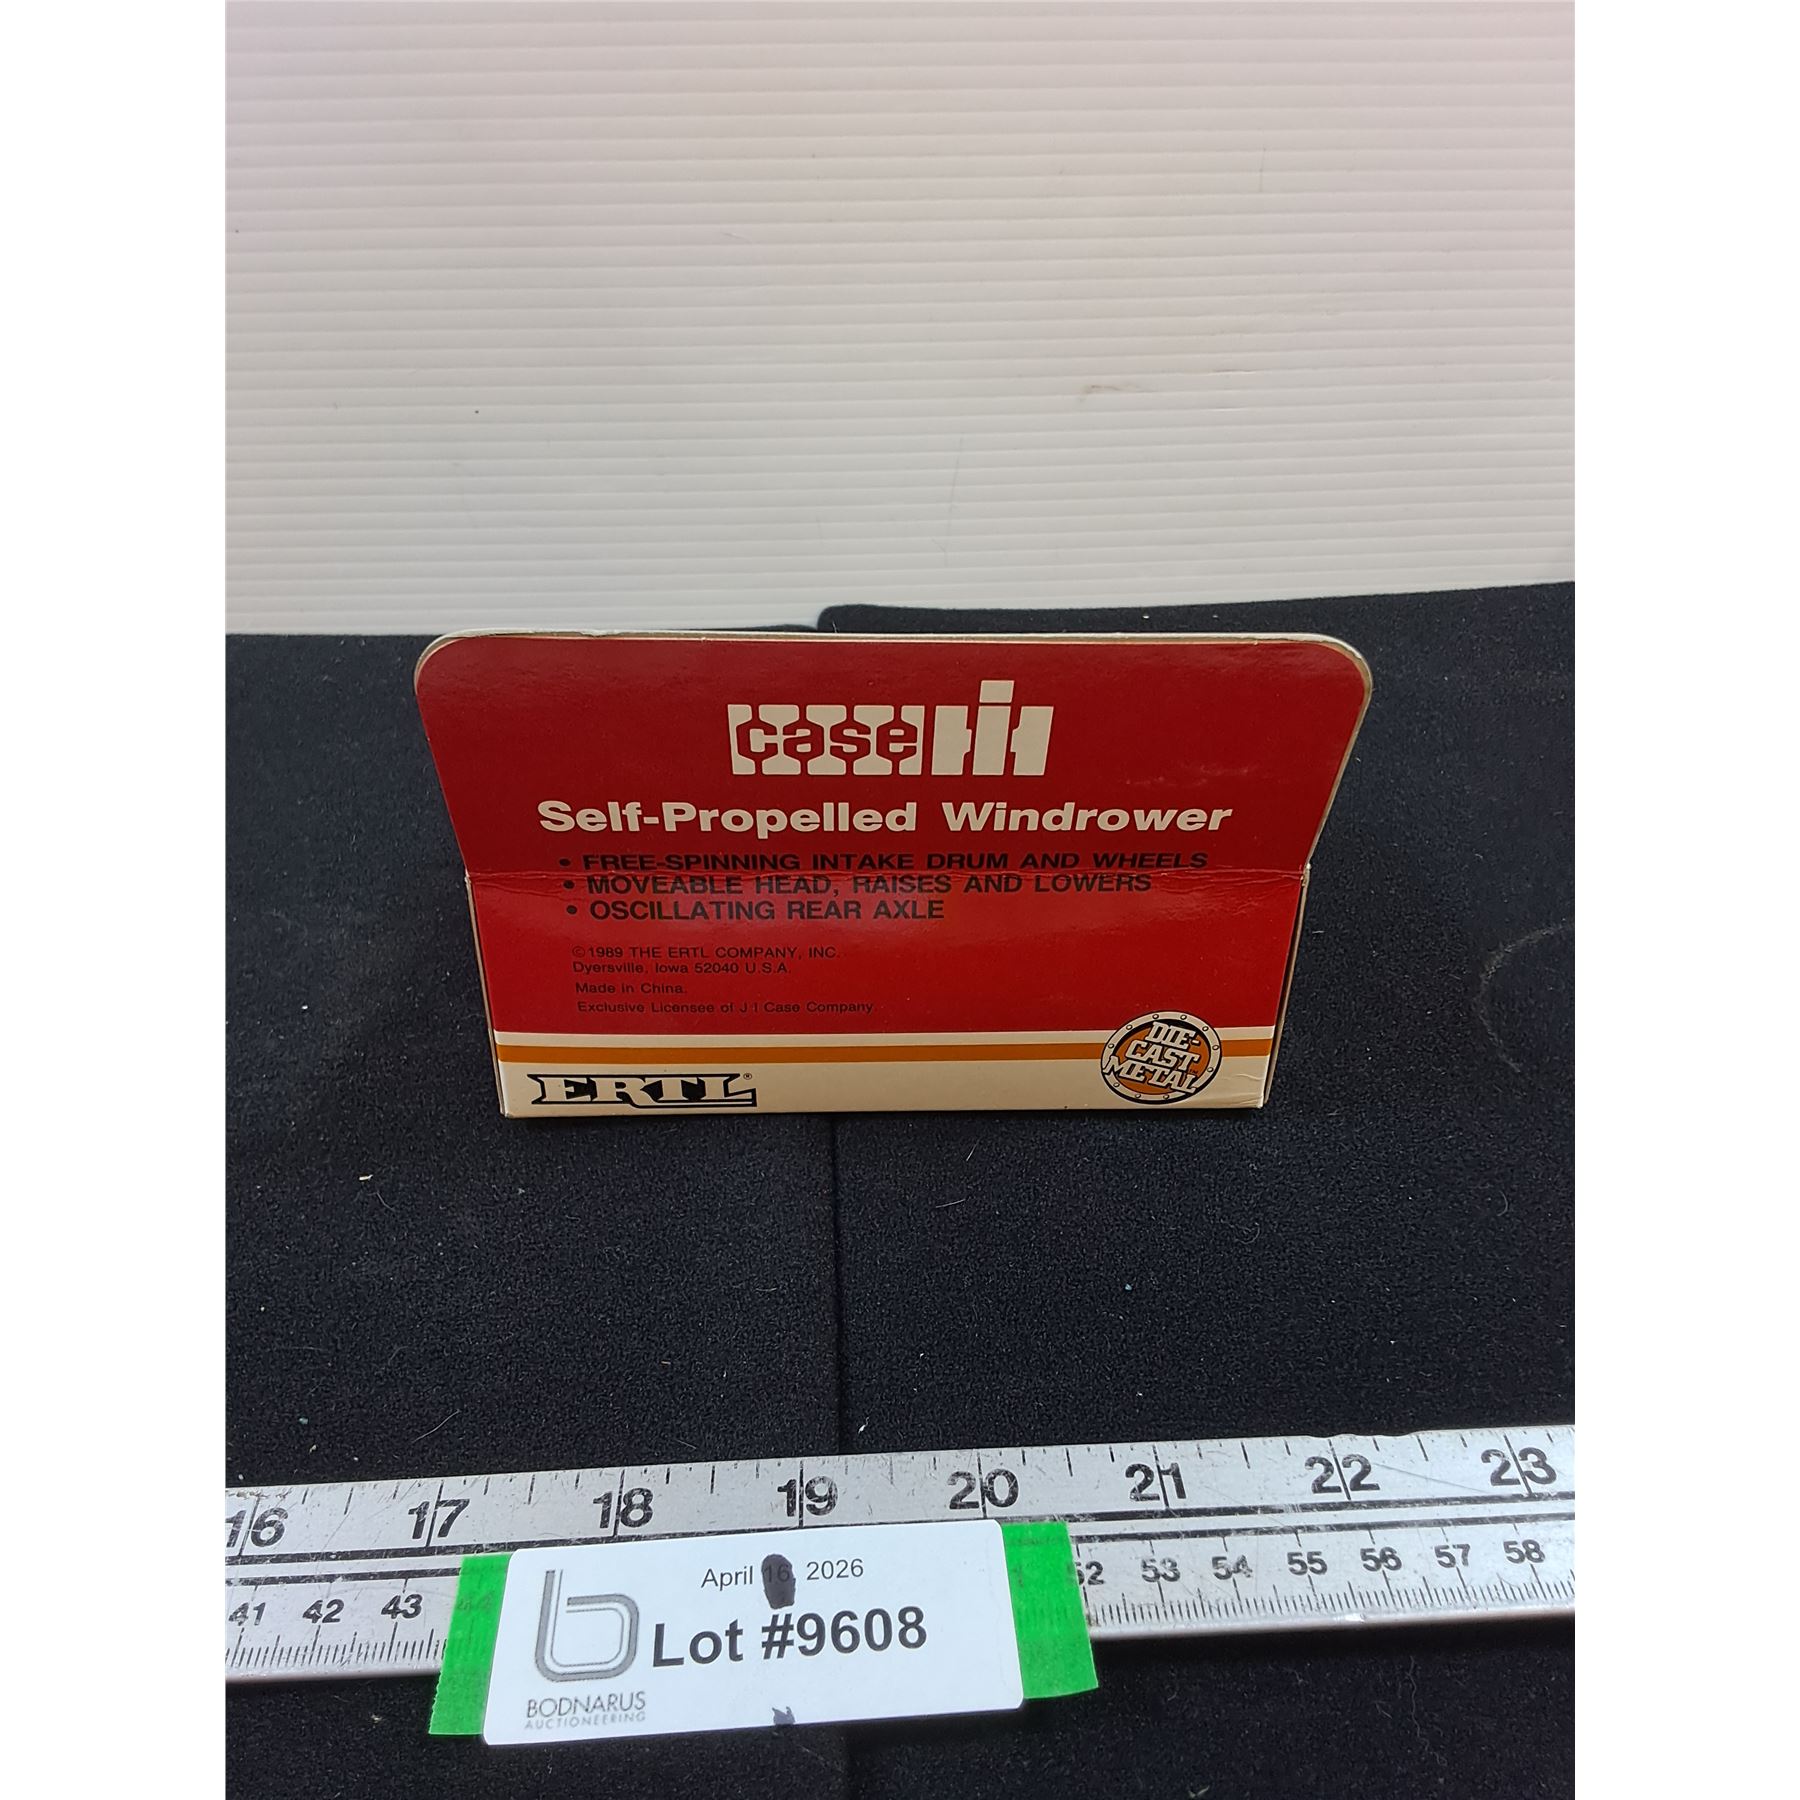 case IH
Self-Propelled Windrower
• FREE-SPINNING INTAKE DRUM AND WHEELS
• MOVEABLE HEAD, RAISES AND LOWERS
• OSCILLATING REAR AXLE
©1989 THE ERTL COMPANY, INC.
Dyersville, Iowa 52040 U.S.A.
Made in China.
Exclusive Licensee of J I Case Company
DIE-
CAST
METAL
ERTL®
16 17 18 19 20 21 22 23
41 42 43 52 53 54 55 56 57 58
April 16, 2026
Lot #9608
BODNARUS
AUCTIONEERING